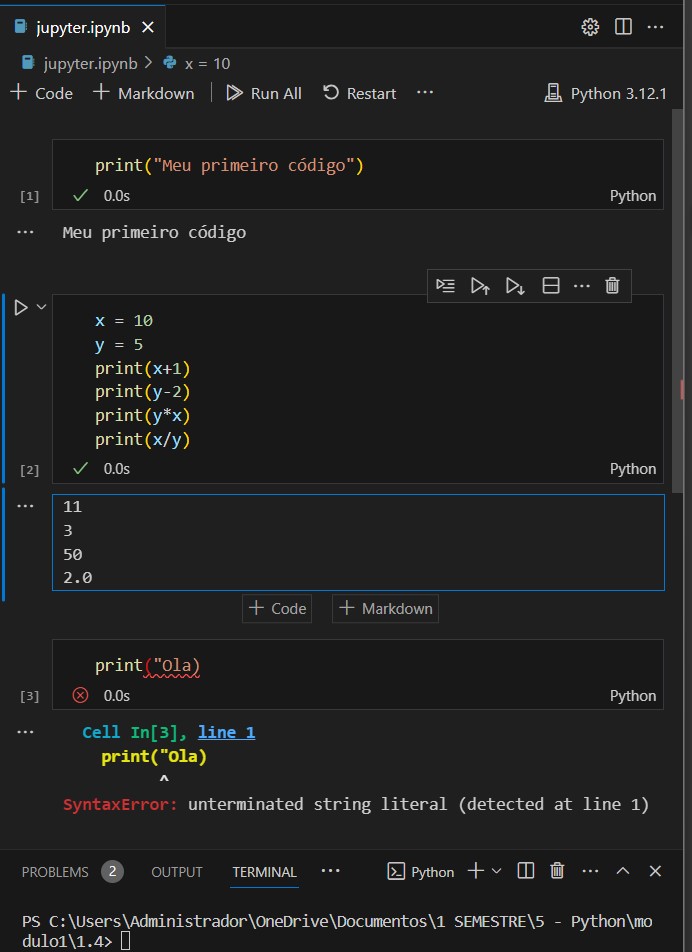 jupyter.ipynb
jupyter.ipynb > x = 10
+ Code + Markdown | Run All Restart ... Python 3.12.1
print("Meu primeiro código")
[1] 0.0s Python
... Meu primeiro código
x = 10
y = 5
print(x+1)
print(y-2)
print(y*x)
print(x/y)
[2] 0.0s Python
... 11
3
50
2.0
+ Code + Markdown
print("Ola)
[3] 0.0s Python
... Cell In[3], line 1
print("Ola)
^
SyntaxError: unterminated string literal (detected at line 1)
PROBLEMS 2 OUTPUT TERMINAL ... Python
PS C:\Users\Administrador\OneDrive\Documentos\1 SEMESTRE\5 - Python\mo
dulo1\1.4>